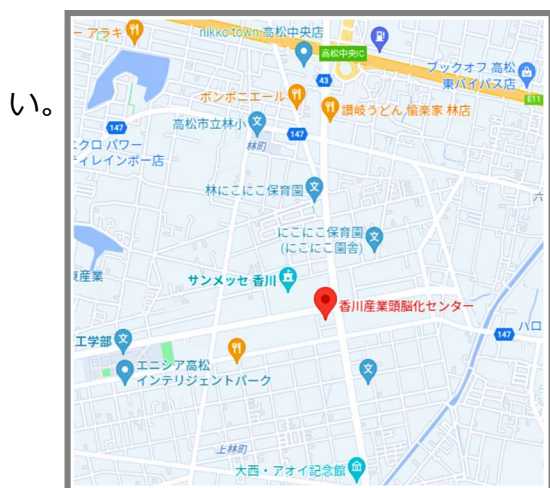 ー アラキ
nikko town 高松中央店
高松中央IC
43
ブックオフ 高松
東バイパス店
E11
い。
ボンボニエール
讃岐うどん 愉楽家 林店
147
高松市立林小
147
林町
エクロ パワー
ティレインボー店
林にこにこ保育園
六
にこにこ保育園
(にこにこ園舎)
東産業
サンメッセ 香川
香川産業頭脳化センター
工学部
147
ハロ
エニシア高松
インテリジェントパーク
上林町
大西・アオイ記念館